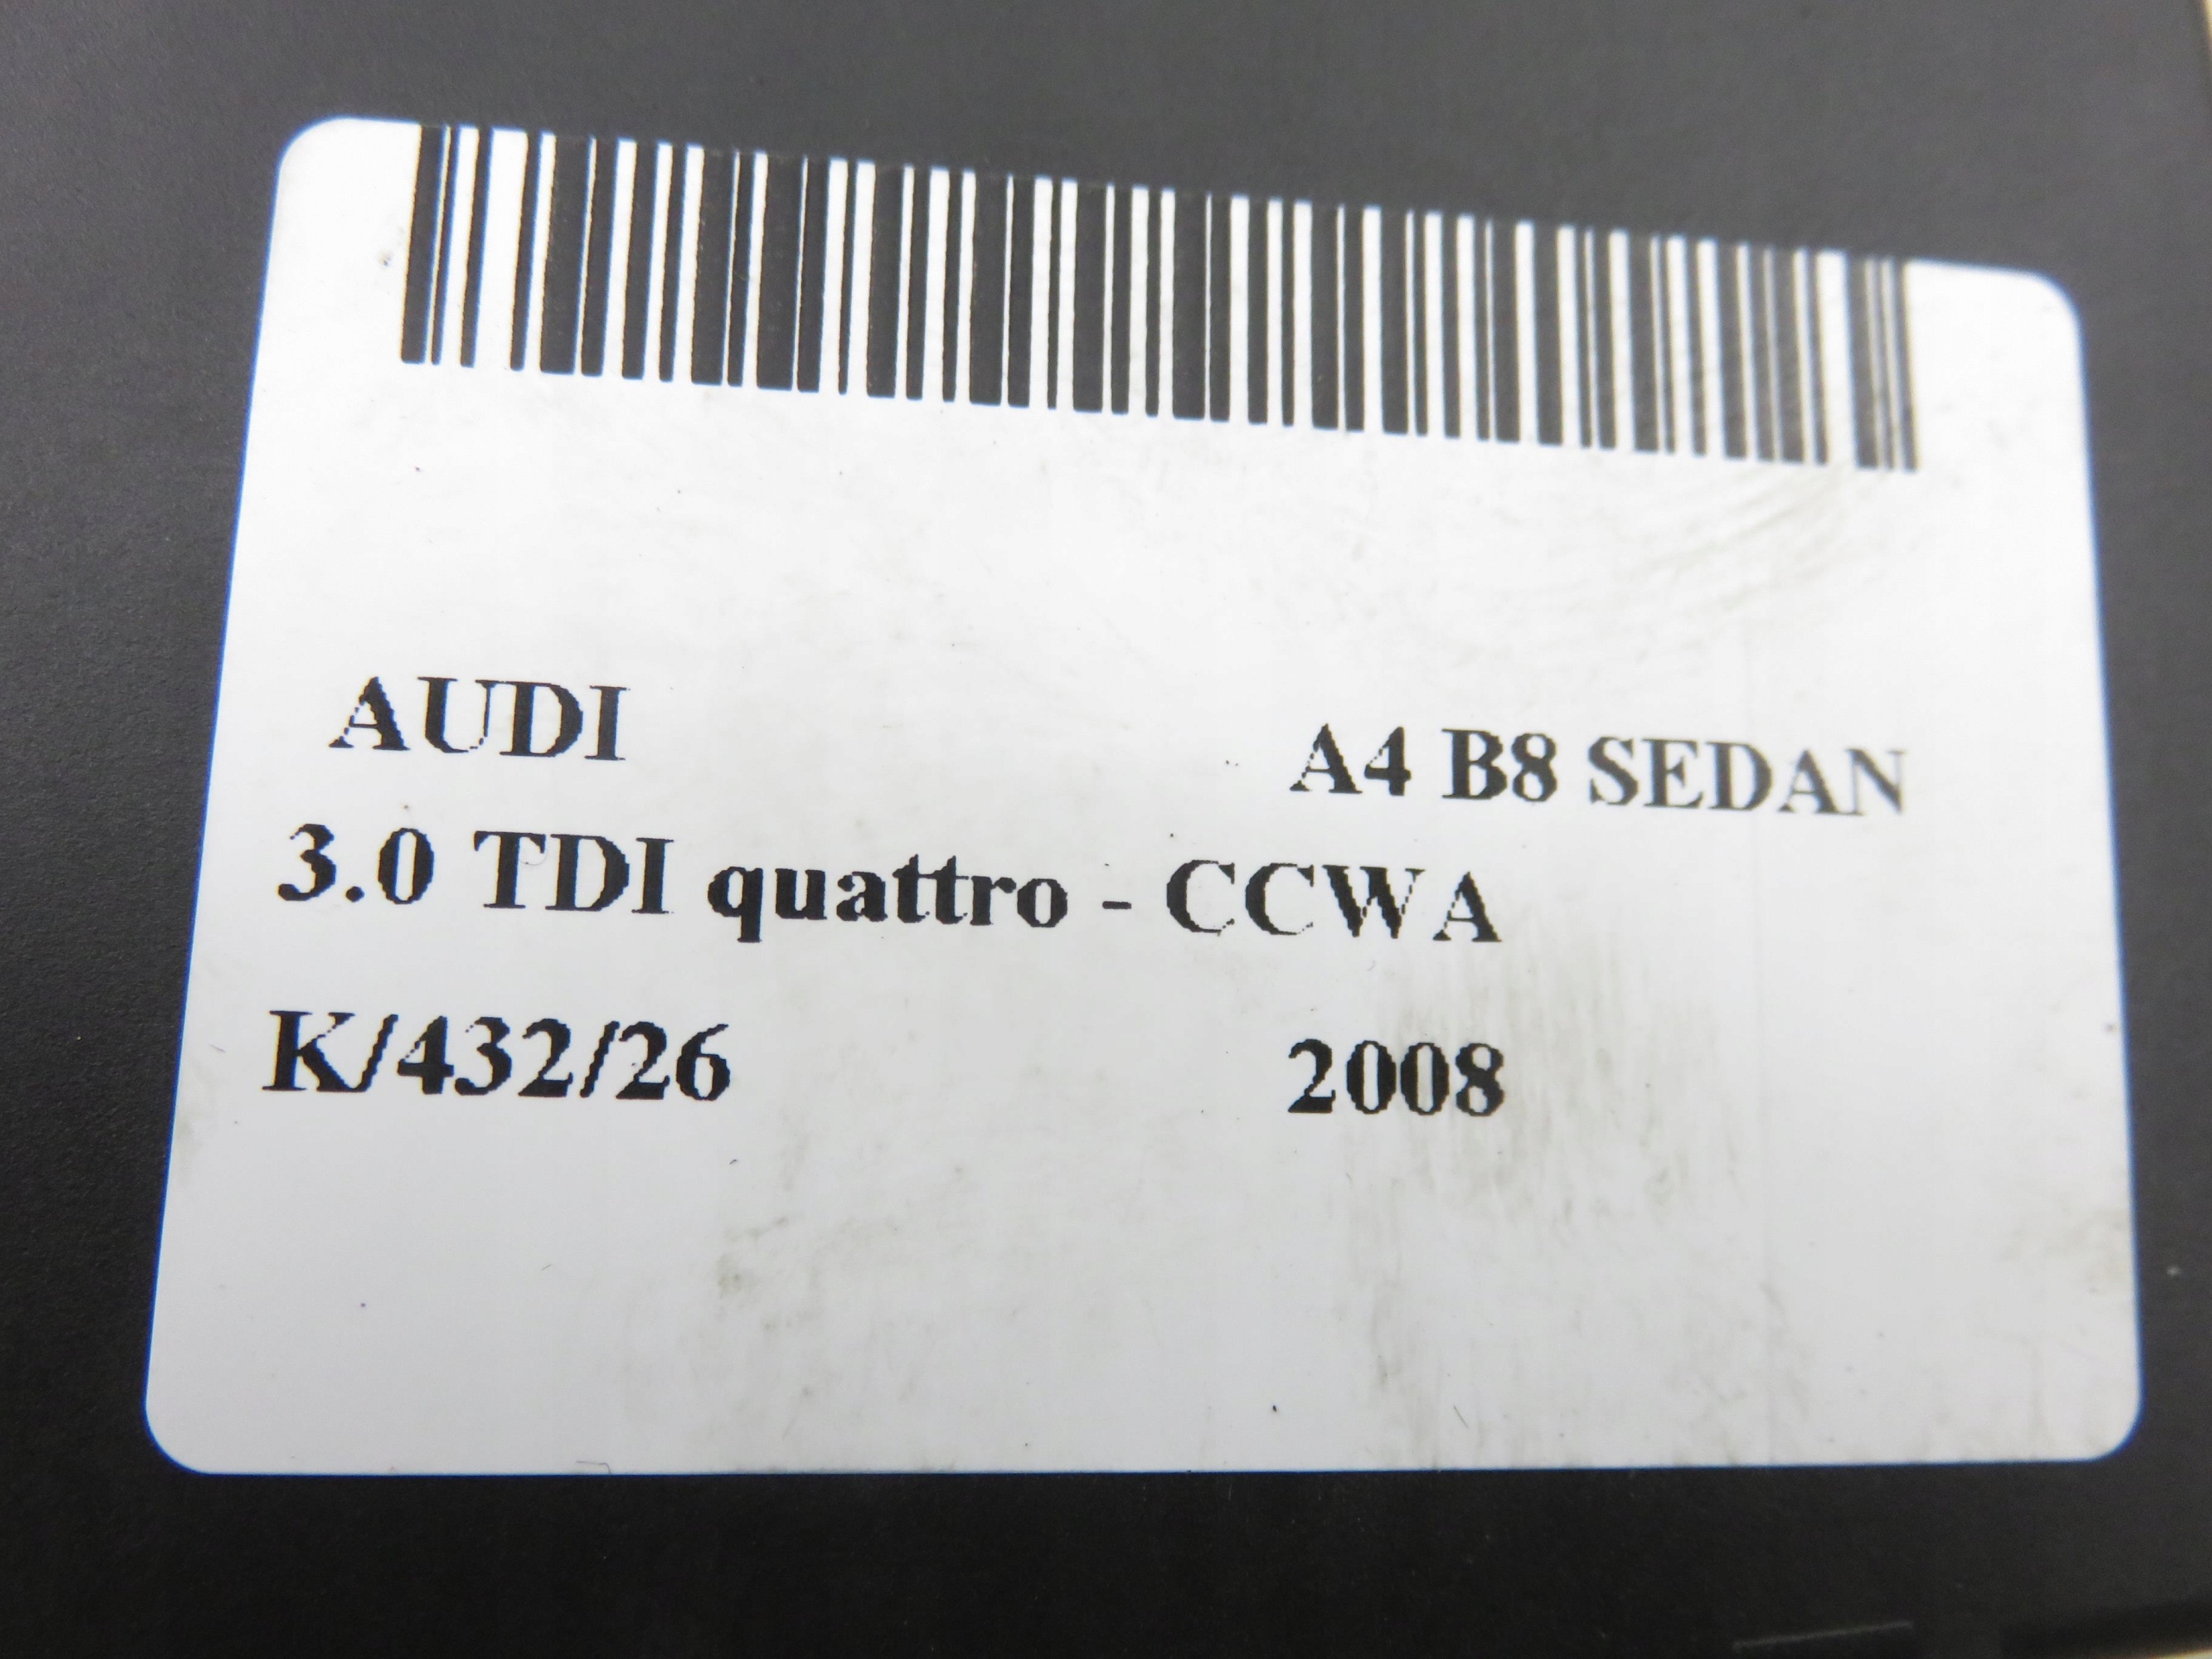 AUDI A4 B8 SEDAN
3.0 TDI quattro - CCWA
K/432/26 2008